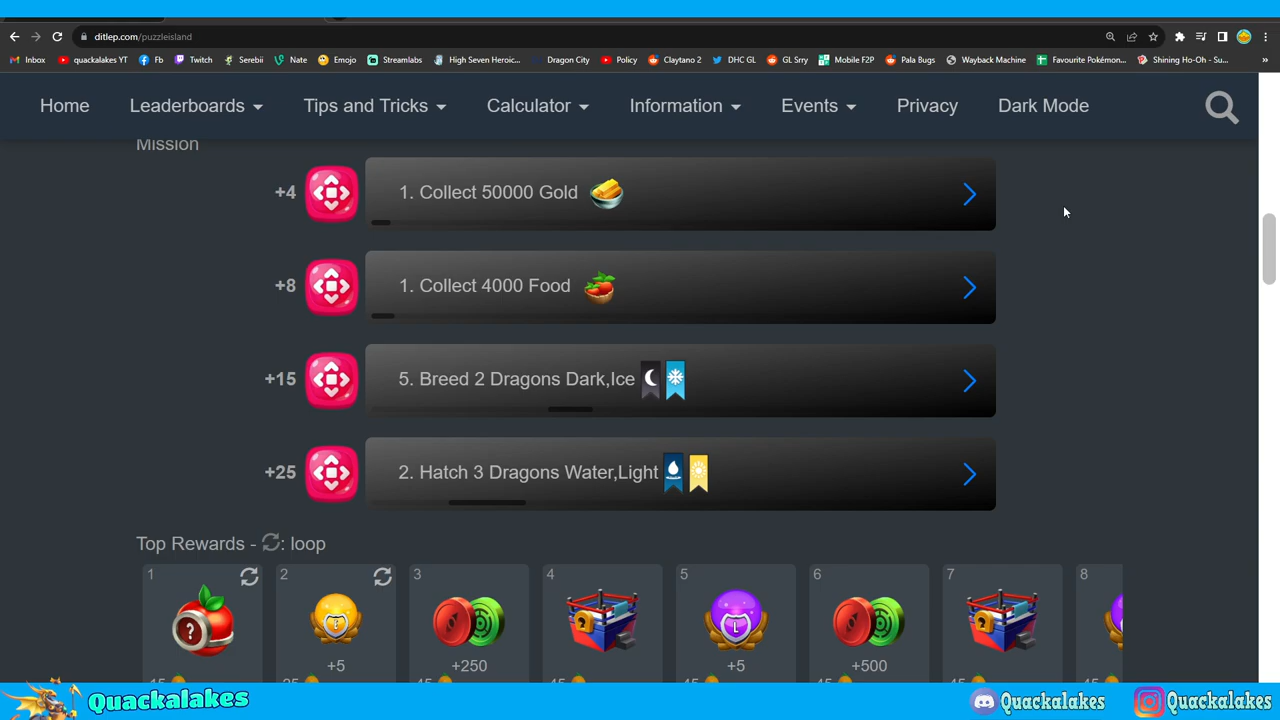 ditlep.com/puzzleisland
Inbox quackalakes YT Fb Twitch Serebii Nate Emojo Streamlabs High Seven Heroic... Dragon City Policy Claytano 2 DHC GL GL Srry Mobile F2P Pala Bugs Wayback Machine Favourite Pokémon... Shining Ho-Oh - Su... »
Home Leaderboards Tips and Tricks Calculator Information Events Privacy Dark Mode
Mission
+4 1. Collect 50000 Gold
+8 1. Collect 4000 Food
+15 5. Breed 2 Dragons Dark,Ice
+25 2. Hatch 3 Dragons Water,Light
Top Rewards - : loop
1 2 3 4 5 6 7 8
L
+5 +250 +5 +500
Quackalakes Quackalakes Quackalakes